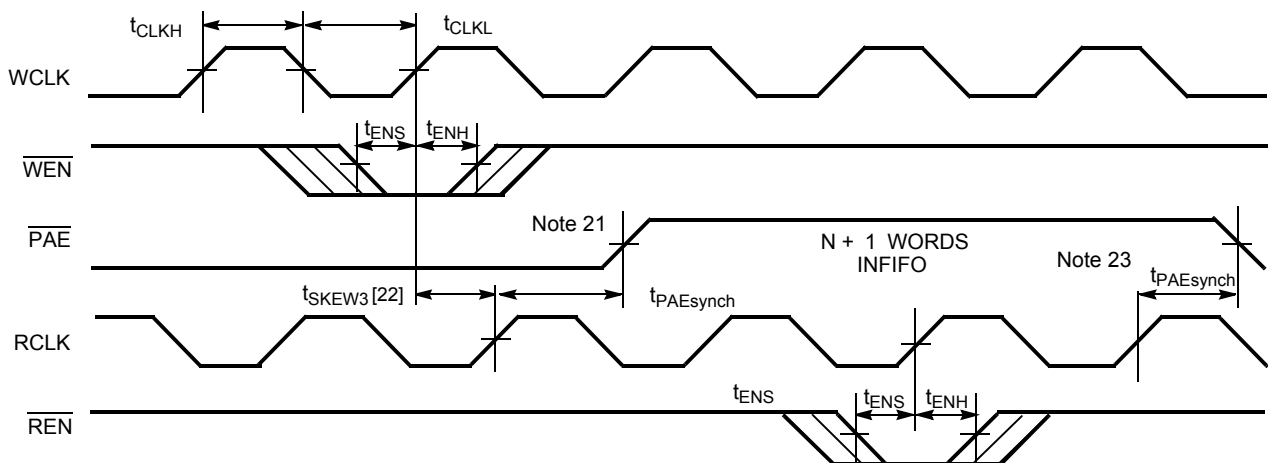 tCLKH
tCLKL
WCLK
tENS
tENH
WEN
Note 21
PAE
N + 1 WORDS
INFIFO
Note 23
tSKEW3 [22]
tPAEsynch
tPAEsynch
RCLK
tENS
tENS
tENH
REN